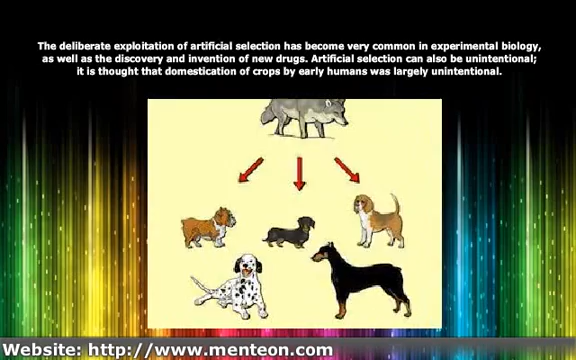 The deliberate exploitation of artificial selection has become very common in experimental biology,
as well as the discovery and invention of new drugs. Artificial selection can also be unintentional;
it is thought that domestication of crops by early humans was largely unintentional.
Website: http://www.menteon.com